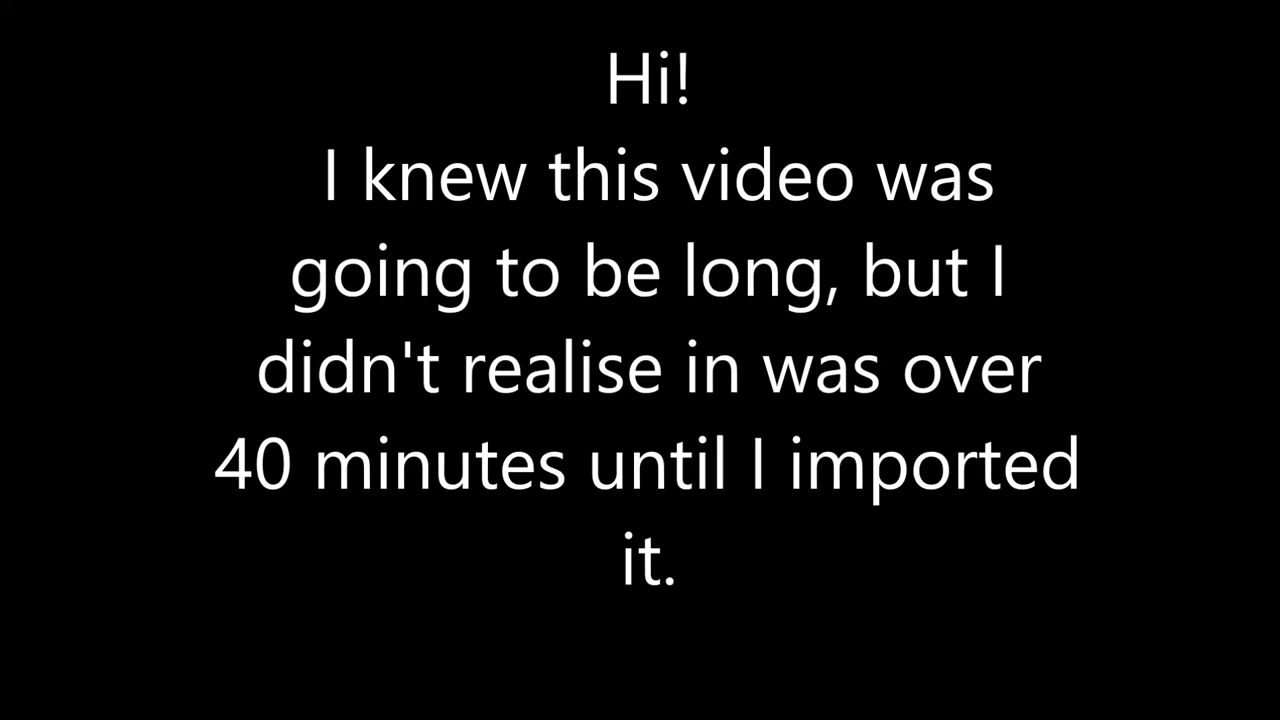 Hi!
I knew this video was
going to be long, but I
didn't realise in was over
40 minutes until I imported
it.